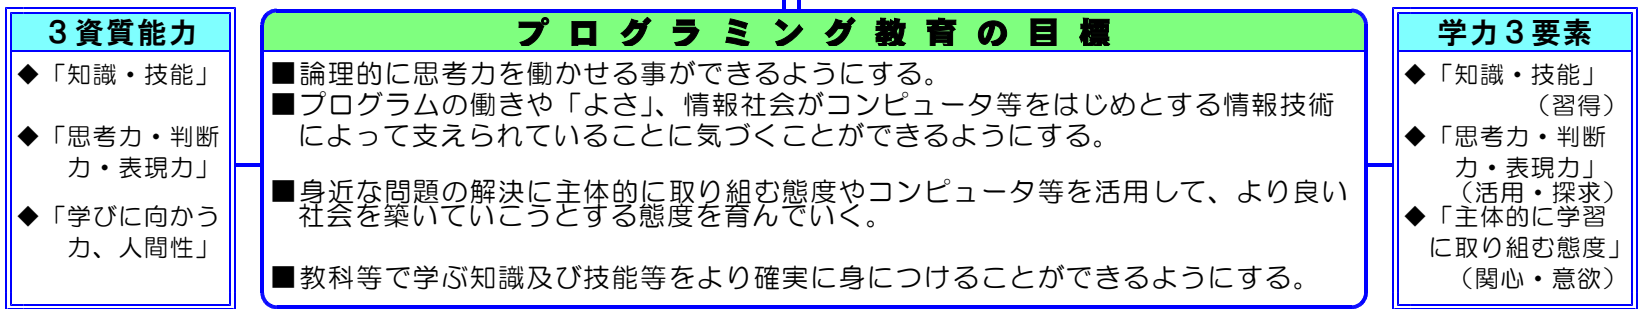 3資質能力
◆「知識・技能」
◆「思考力・判断
力・表現力」
◆「学びに向かう
力、人間性」
プログラミング教育の目標
■論理的に思考力を働かせる事ができるようにする。
■プログラムの働きや「よさ」、情報社会がコンピュータ等をはじめとする情報技術
によって支えられていることに気づくことができるようにする。
■身近な問題の解決に主体的に取り組む態度やコンピュータ等を活用して、より良い
社会を築いていこうとする態度を育んでいく。
■教科等で学ぶ知識及び技能等をより確実に身につけることができるようにする。
学力3要素
◆「知識・技能」
（習得）
◆「思考力・判断
力・表現力」
（活用・探求）
◆「主体的に学習
に取り組む態度」
（関心・意欲）